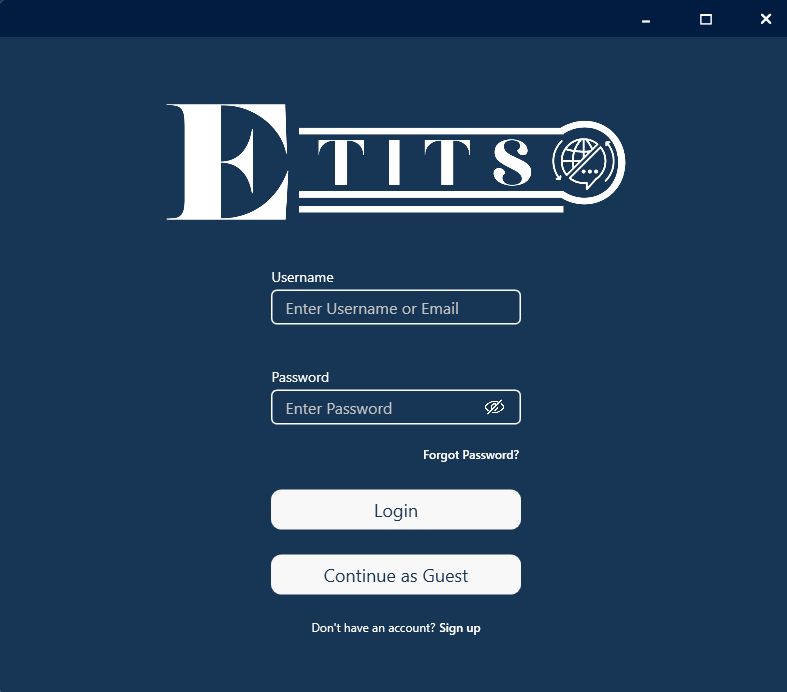 ETITS
Username
Enter Username or Email
Password
Enter Password
Forgot Password?
Login
Continue as Guest
Don't have an account? Sign up